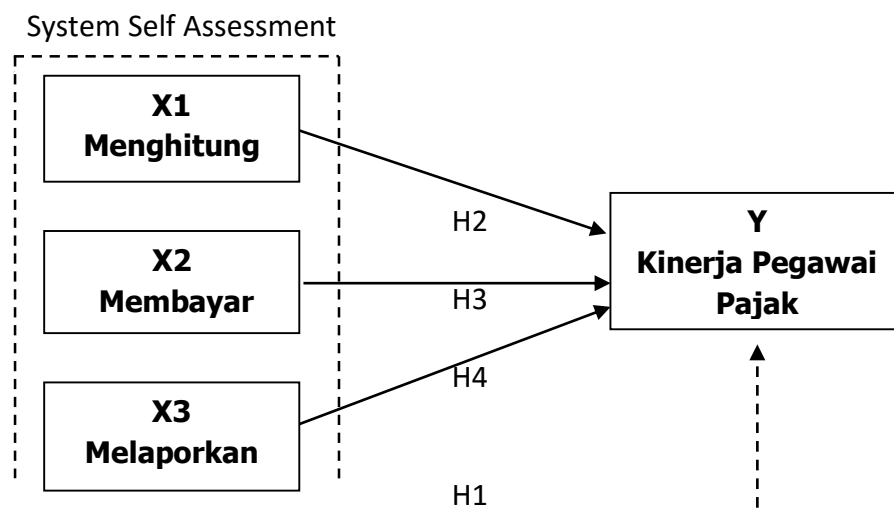 System Self Assessment
X1
Menghitung
H2
Y
Kinerja Pegawai
Pajak
X2
Membayar
H3
H4
X3
Melaporkan
H1